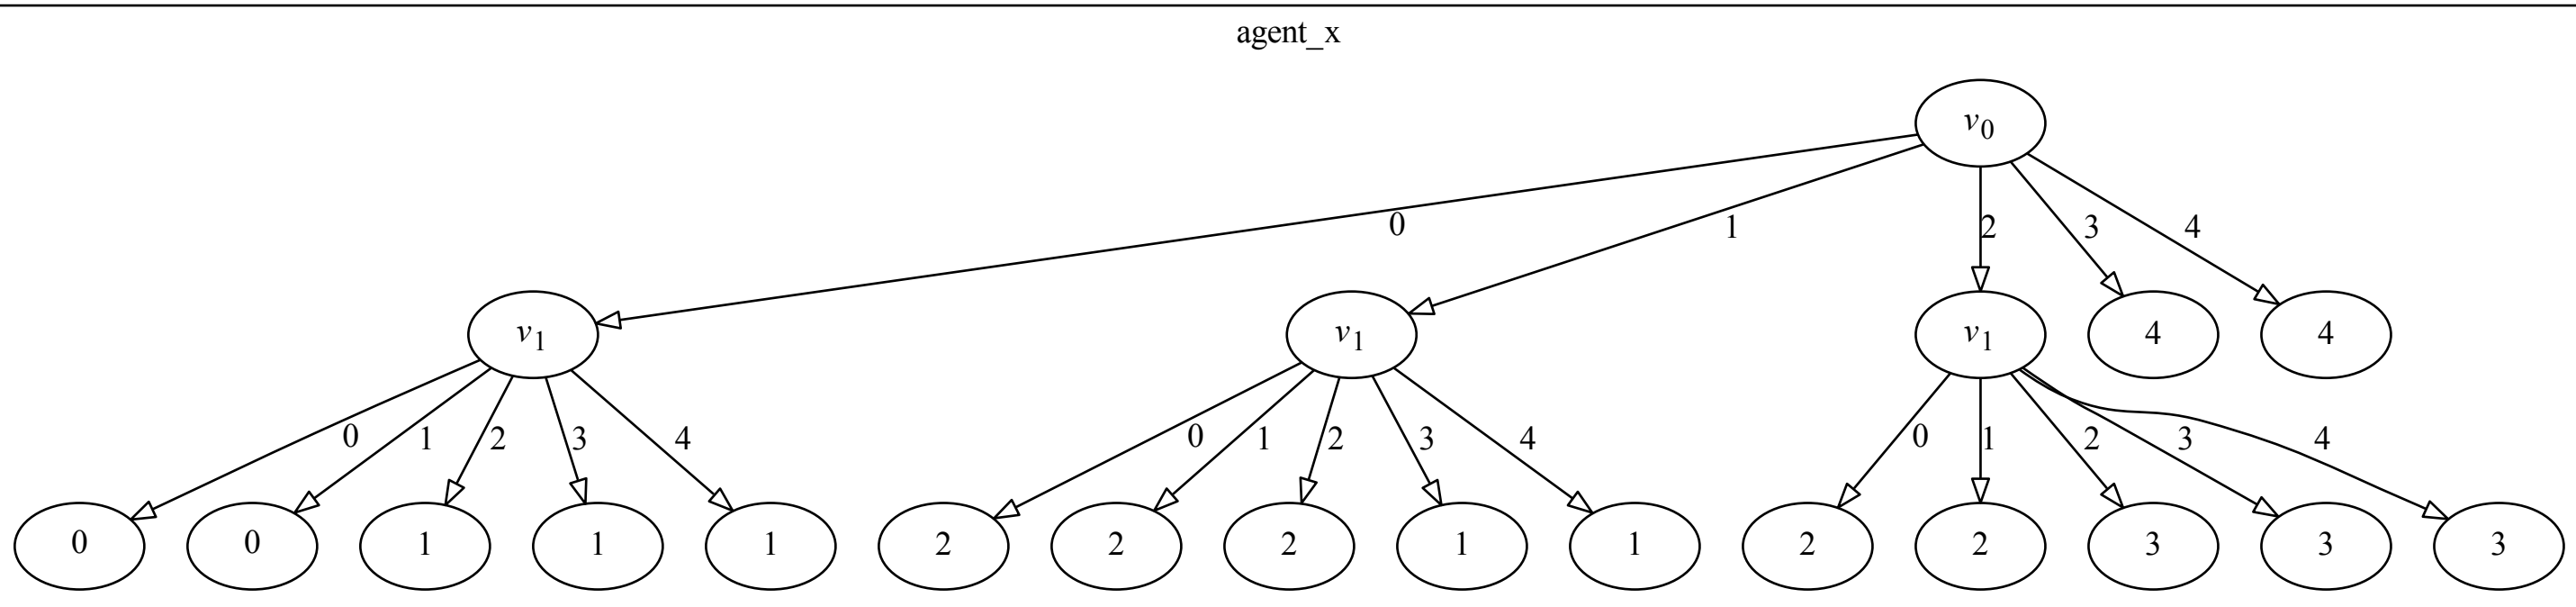 agent_x
v0
0 1 2 3 4
v1 v1 v1 4 4
0 1 2 3 4 0 1 2 3 4 0 1 2 3 4
0 0 1 1 1 2 2 2 1 1 2 2 3 3 3